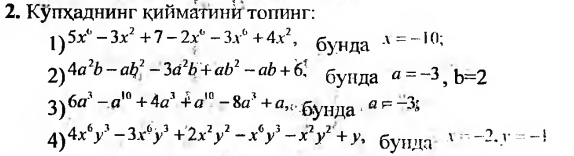 2. Кўпҳаднинг қийматини топинг:
1) 5x⁶ − 3x² + 7 − 2x⁶ − 3x⁶ + 4x², бунда x = −10;
2) 4a²b − ab² − 3a²b + ab² − ab + 6, бунда a = −3, b=2
3) 6a³ − a¹⁰ + 4a³ + a¹⁰ − 8a³ + a, бунда a = −3;
4) 4x⁶y³ − 3x⁶y³ + 2x²y² − x⁶y³ − x²y² + y, бунда x = −2, y = −1